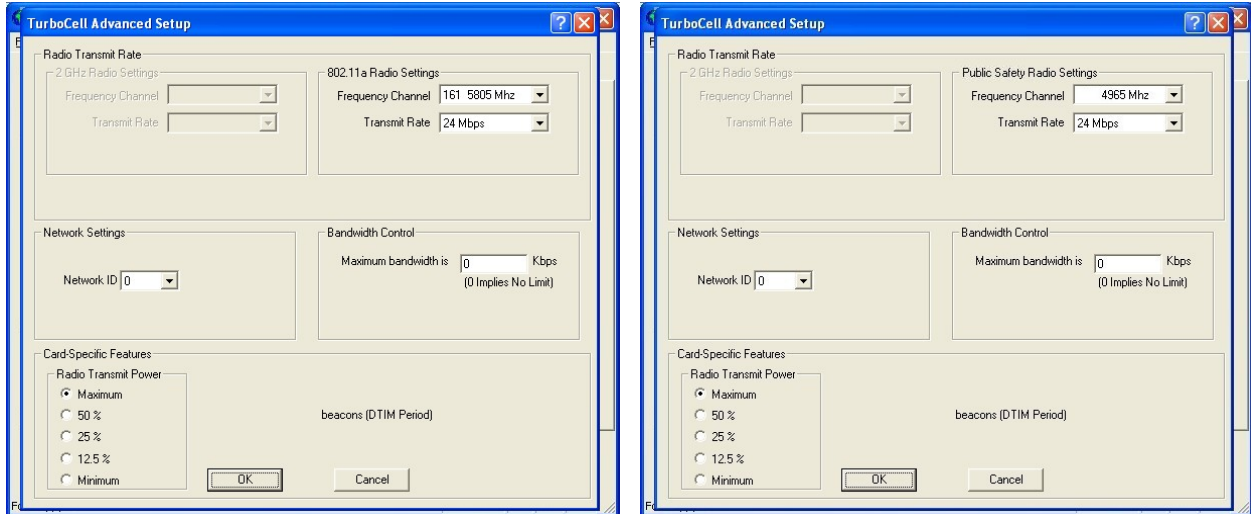 TurboCell Advanced Setup
Radio Transmit Rate
2 GHz Radio Settings
Frequency Channel
Transmit Rate
802.11a Radio Settings
Frequency Channel 161 5805 Mhz
Transmit Rate 24 Mbps
Network Settings
Network ID 0
Bandwidth Control
Maximum bandwidth is 0 Kbps
(0 Implies No Limit)
Card-Specific Features
Radio Transmit Power
Maximum
50 %
25 %
12.5 %
Minimum
beacons (DTIM Period)
OK
Cancel
TurboCell Advanced Setup
Radio Transmit Rate
2 GHz Radio Settings
Frequency Channel
Transmit Rate
Public Safety Radio Settings
Frequency Channel 4965 Mhz
Transmit Rate 24 Mbps
Network Settings
Network ID 0
Bandwidth Control
Maximum bandwidth is 0 Kbps
(0 Implies No Limit)
Card-Specific Features
Radio Transmit Power
Maximum
50 %
25 %
12.5 %
Minimum
beacons (DTIM Period)
OK
Cancel